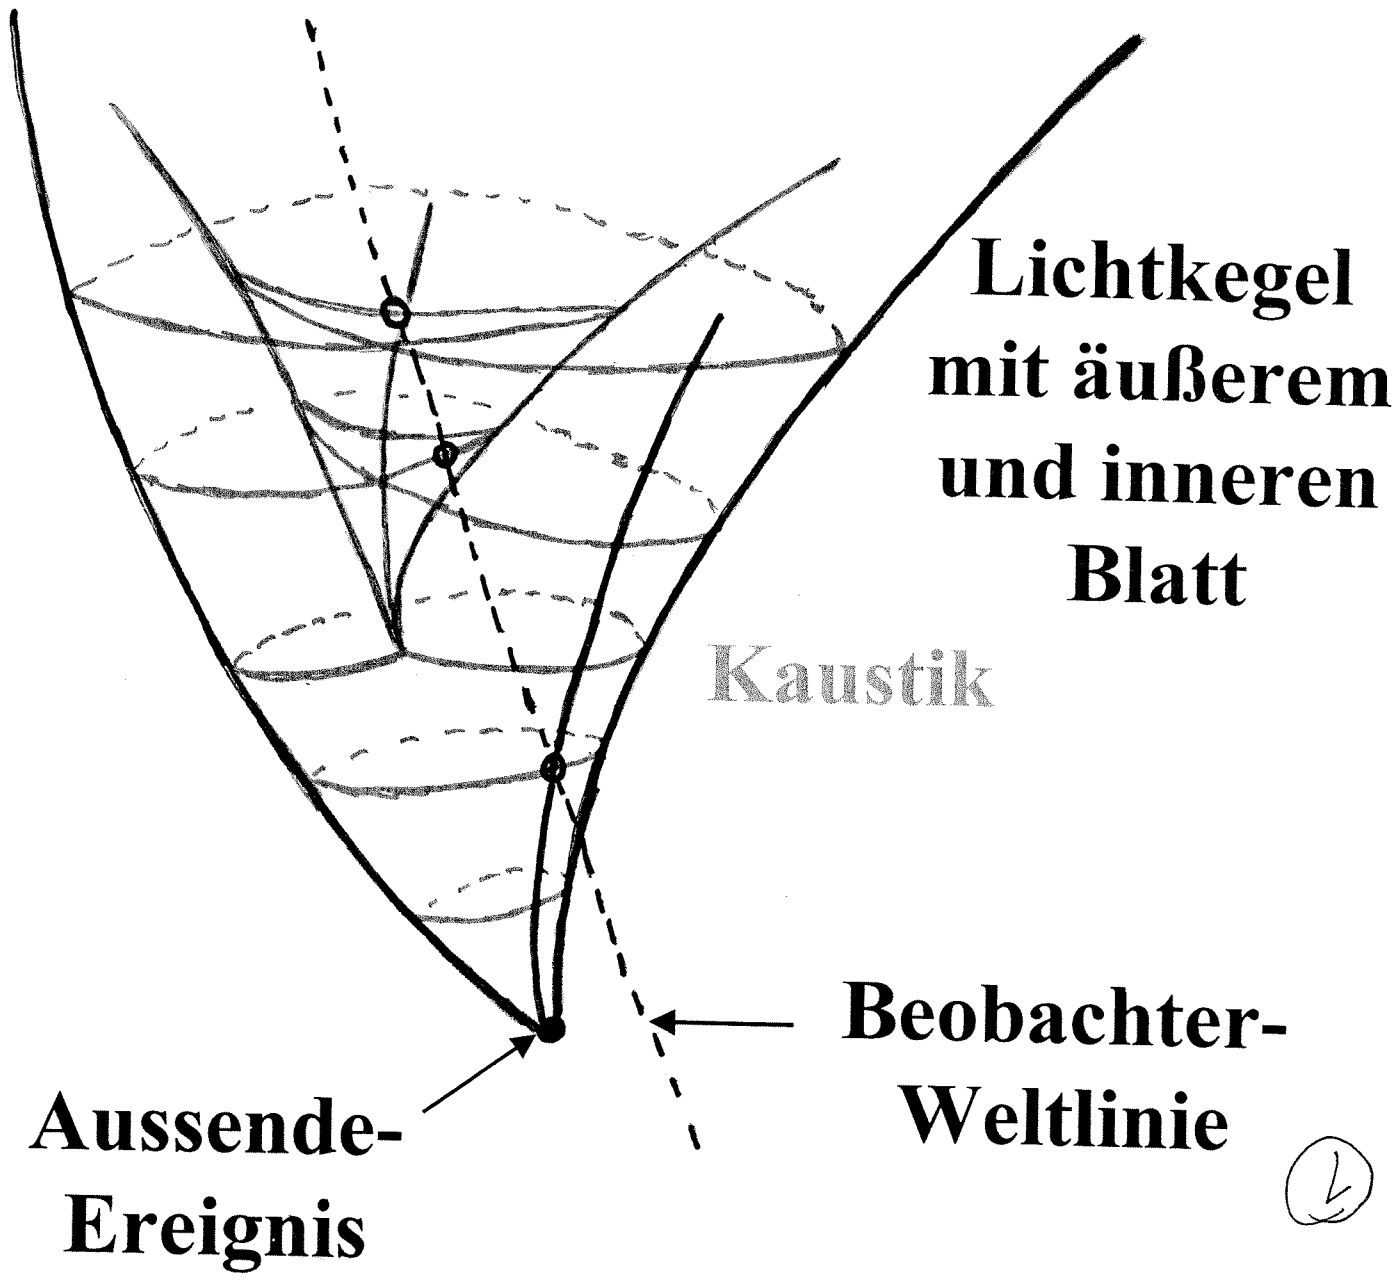 Lichtkegel
mit äußerem
und inneren
Blatt
Kaustik
Beobachter-
Weltlinie
Aussende-
Ereignis